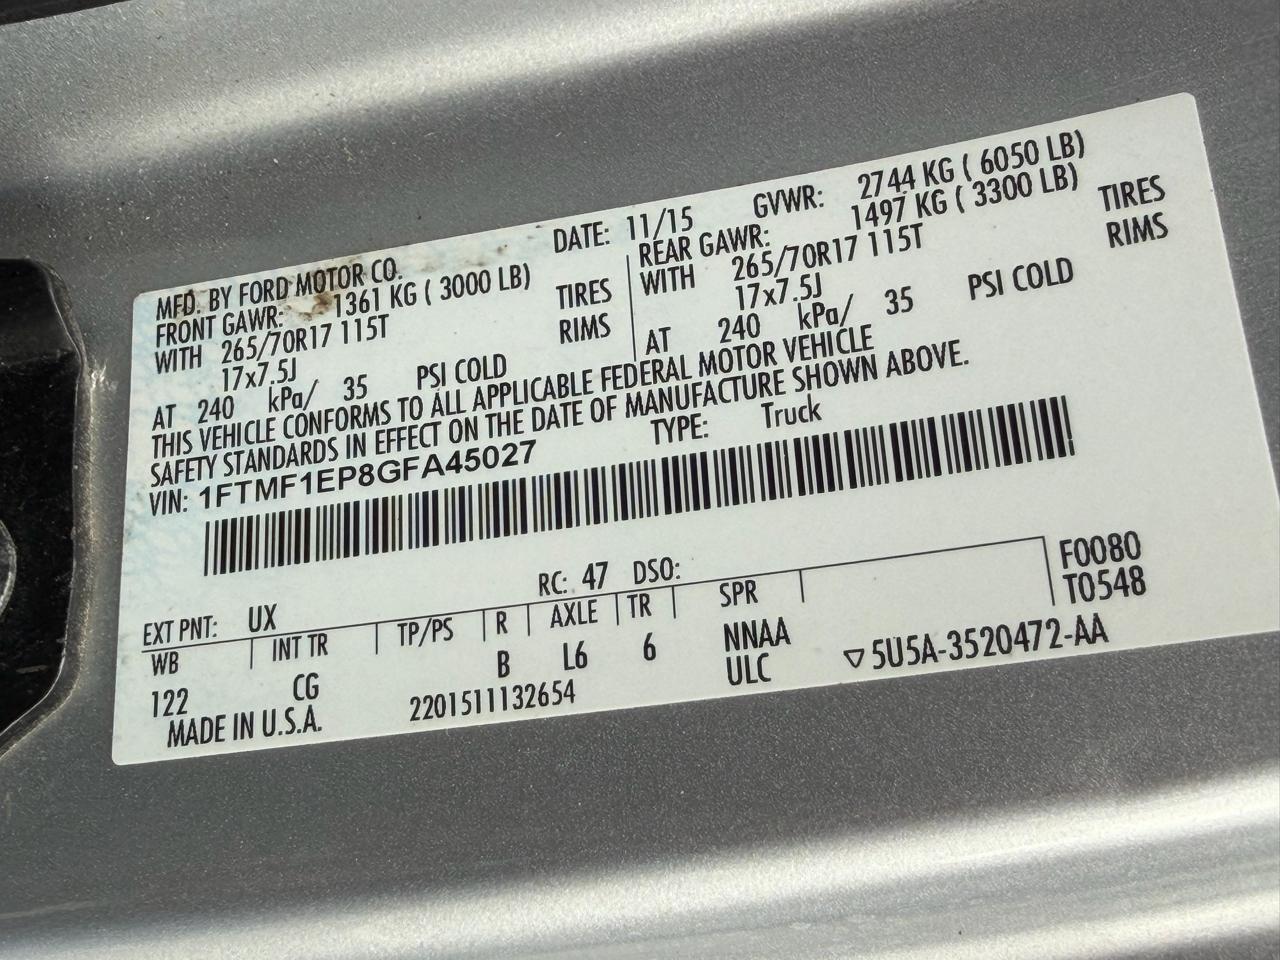 MFD. BY FORD MOTOR CO.
DATE: 11/15
GVWR: 2744 KG ( 6050 LB)
FRONT GAWR: 1361 KG ( 3000 LB)
REAR GAWR: 1497 KG ( 3300 LB)
WITH 265/70R17 115T TIRES
WITH 265/70R17 115T TIRES
17x7.5J RIMS
17x7.5J RIMS
AT 240 kPa/ 35 PSI COLD
AT 240 kPa/ 35 PSI COLD
THIS VEHICLE CONFORMS TO ALL APPLICABLE FEDERAL MOTOR VEHICLE
SAFETY STANDARDS IN EFFECT ON THE DATE OF MANUFACTURE SHOWN ABOVE.
VIN: 1FTMF1EP8GFA45027
TYPE: Truck
EXT PNT: UX RC: 47 DSO: F0080
WB INT TR TP/PS R AXLE TR SPR T0548
122 CG B L6 6 NNAA
ULC ▽5U5A-3520472-AA
MADE IN U.S.A. 2201511132654